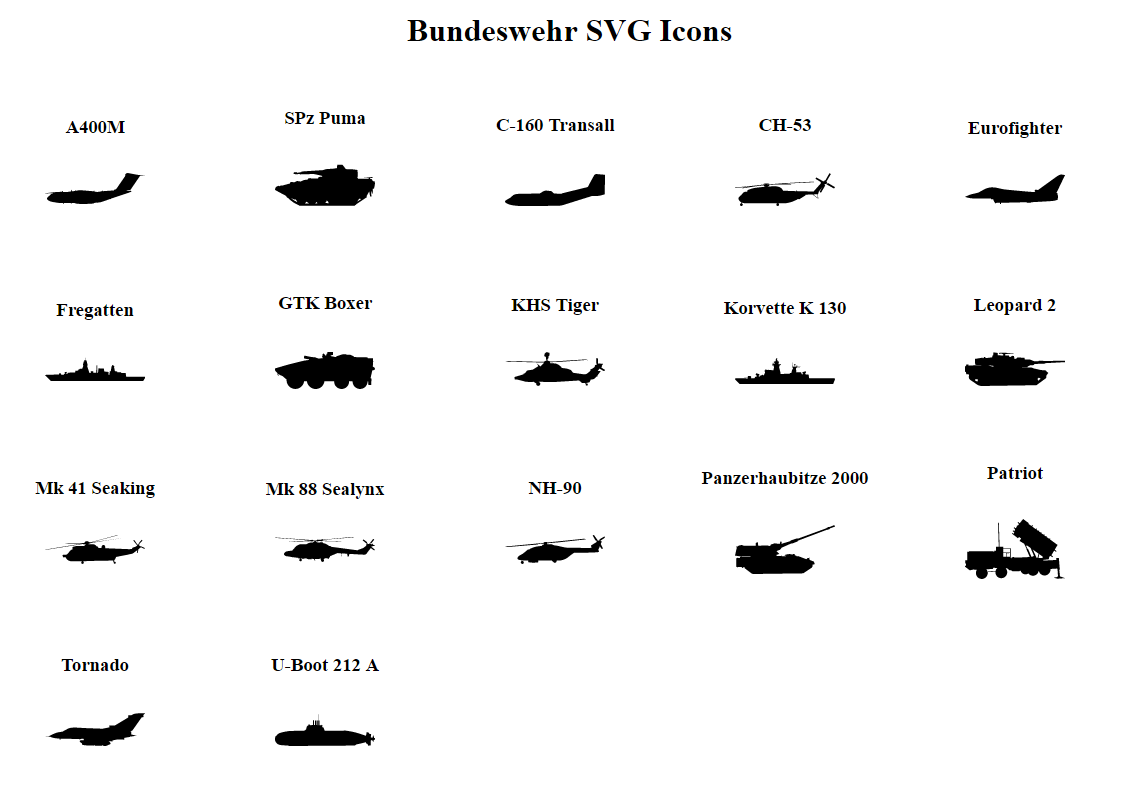 Bundeswehr SVG Icons
A400M
SPz Puma
C-160 Transall
CH-53
Eurofighter
Fregatten
GTK Boxer
KHS Tiger
Korvette K 130
Leopard 2
Mk 41 Seaking
Mk 88 Sealynx
NH-90
Panzerhaubitze 2000
Patriot
Tornado
U-Boot 212 A